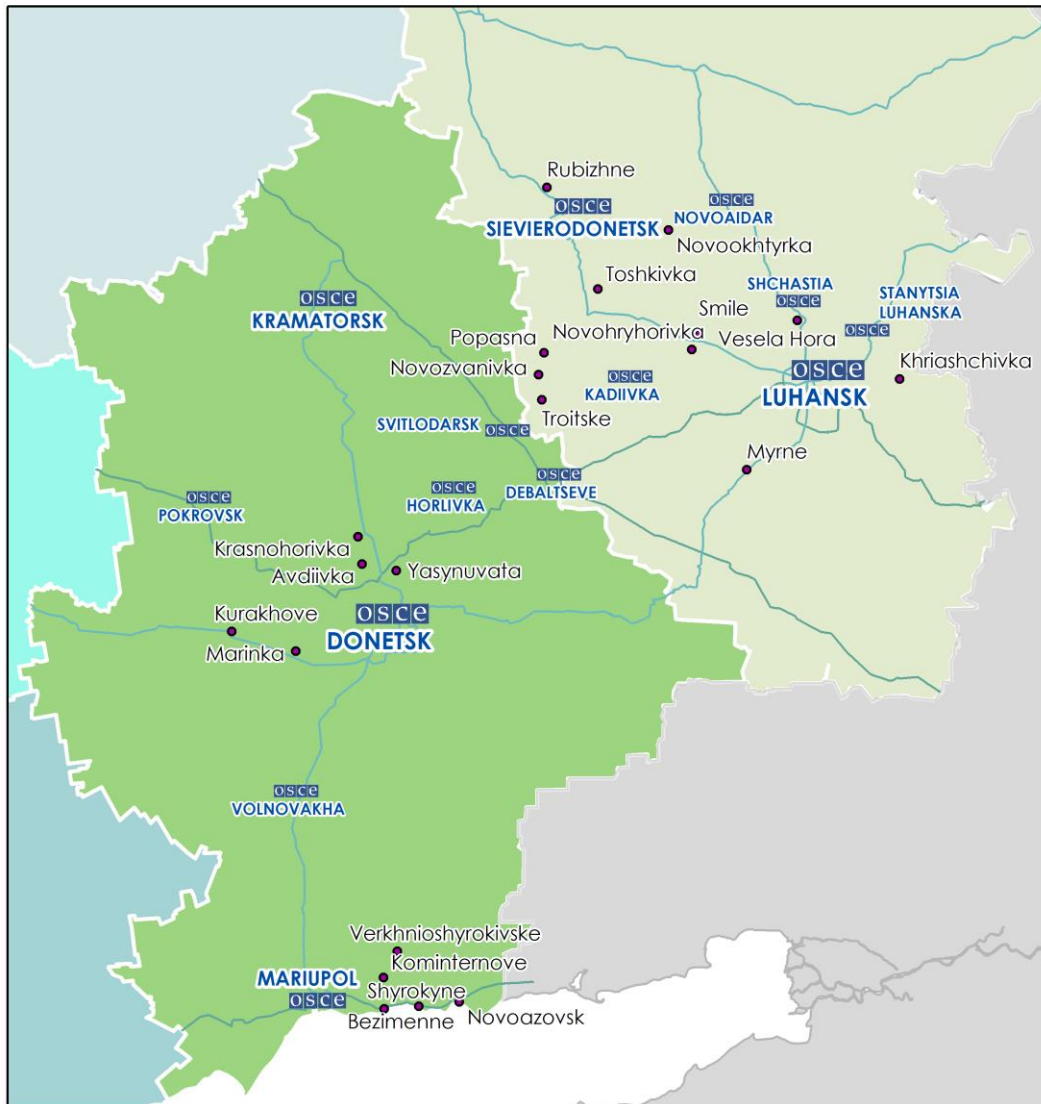 Rubizhne
OSCE
SIEVIERODONETSK
OSCE
NOVOAIDAR
Novookhtyrka
Toshkivka
SHCHASTIA
OSCE
STANYTSIA
LUHANSKA
OSCE
OSCE
KRAMATORSK
Smile
Popasna
Novohryhorivka
Vesela Hora
Novozvanivka
OSCE
KADIIVKA
OSCE
LUHANSK
Khriashchivka
Troitske
SVITLODARSK
OSCE
Myrne
OSCE
POKROVSK
OSCE
HORLIVKA
OSCE
DEBALTSEVE
Krasnohorivka
Avdiivka
Yasynuvata
Kurakhove
Marinka
OSCE
DONETSK
OSCE
VOLNOVAKHA
Verkhnioshyrokivske
MARIUPOL
OSCE
Kominternove
Shyrokyne
Bezimenne
Novoazovsk